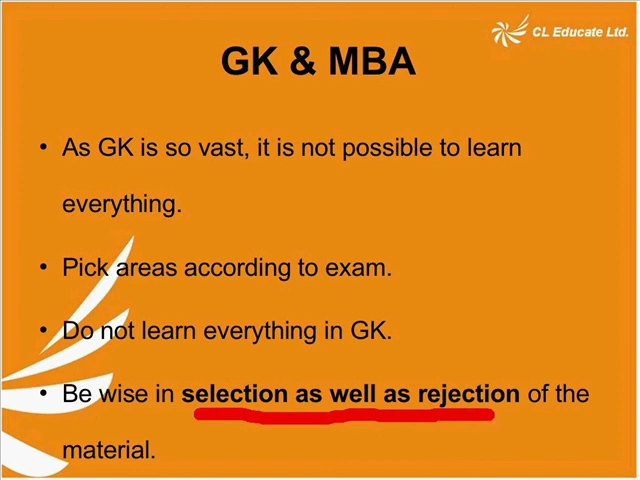 CL Educate Ltd.
GK & MBA
• As GK is so vast, it is not possible to learn
everything.
• Pick areas according to exam.
• Do not learn everything in GK.
• Be wise in selection as well as rejection of the
material.